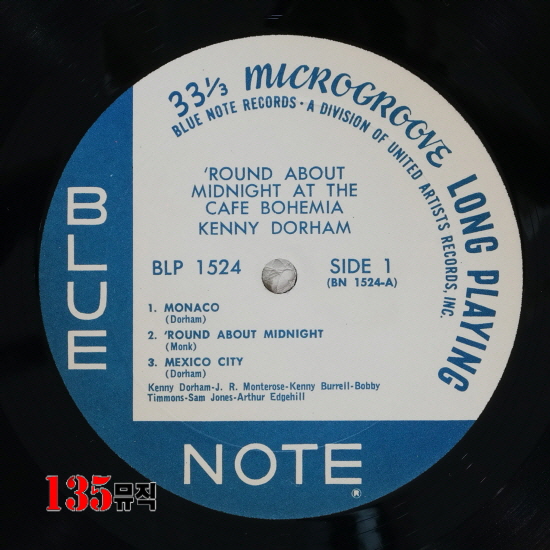 33⅓ MICROGROOVE LONG PLAYING
BLUE NOTE RECORDS • A DIVISION OF UNITED ARTISTS RECORDS, INC.
'ROUND ABOUT
MIDNIGHT AT THE
CAFE BOHEMIA
KENNY DORHAM
BLP 1524
SIDE 1
(BN 1524-A)
1. MONACO
(Dorham)
2. 'ROUND ABOUT MIDNIGHT
(Monk)
3. MEXICO CITY
(Dorham)
Kenny Dorham-J. R. Monterose-Kenny Burrell-Bobby
Timmons-Sam Jones-Arthur Edgehill
BLUE
NOTE®
135뮤직